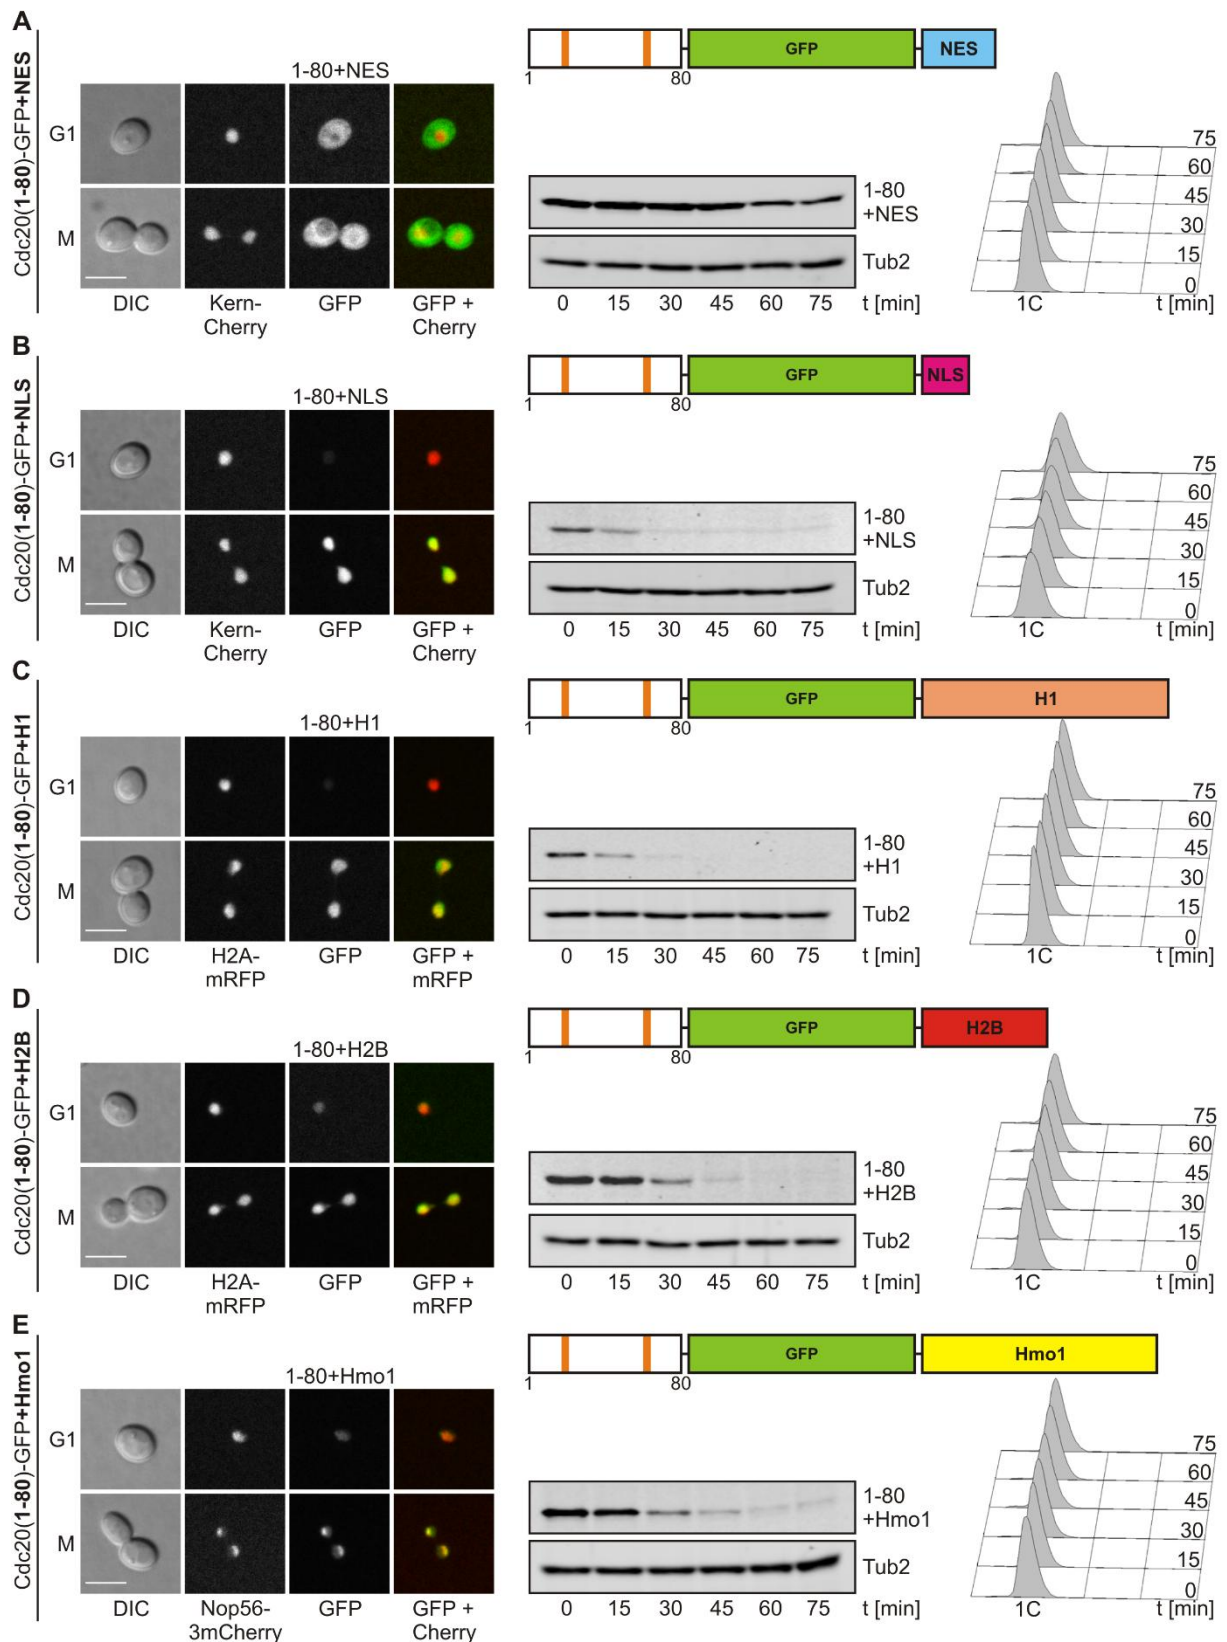 A
Cdc20(1-80)-GFP+NES
1-80+NES
G1
M
DIC
Kern-
Cherry
GFP
GFP +
Cherry
GFP
NES
1
80
1-80
+NES
Tub2
0 15 30 45 60 75 t [min]
75
60
45
30
15
0
1C
t [min]
B
Cdc20(1-80)-GFP+NLS
1-80+NLS
G1
M
DIC
Kern-
Cherry
GFP
GFP +
Cherry
GFP
NLS
1
80
1-80
+NLS
Tub2
0 15 30 45 60 75 t [min]
75
60
45
30
15
0
1C
t [min]
C
Cdc20(1-80)-GFP+H1
1-80+H1
G1
M
DIC
H2A-
mRFP
GFP
GFP +
mRFP
GFP
H1
1
80
1-80
+H1
Tub2
0 15 30 45 60 75 t [min]
75
60
45
30
15
0
1C
t [min]
D
Cdc20(1-80)-GFP+H2B
1-80+H2B
G1
M
DIC
H2A-
mRFP
GFP
GFP +
mRFP
GFP
H2B
1
80
1-80
+H2B
Tub2
0 15 30 45 60 75 t [min]
75
60
45
30
15
0
1C
t [min]
E
Cdc20(1-80)-GFP+Hmo1
1-80+Hmo1
G1
M
DIC
Nop56-
3mCherry
GFP
GFP +
Cherry
GFP
Hmo1
1
80
1-80
+Hmo1
Tub2
0 15 30 45 60 75 t [min]
75
60
45
30
15
0
1C
t [min]